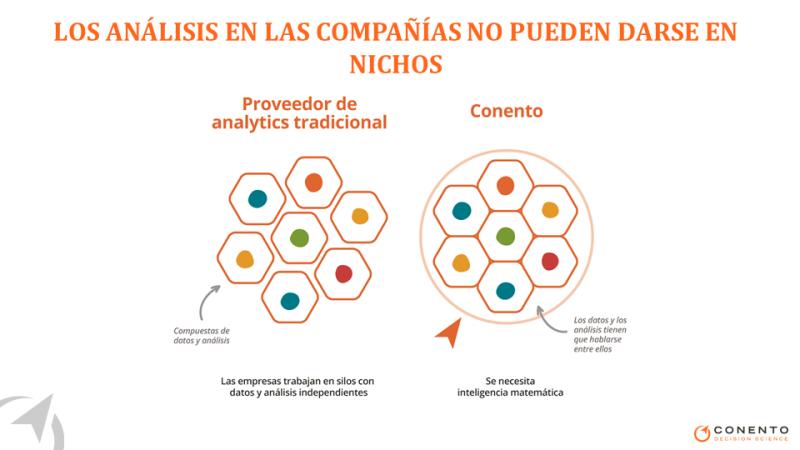 LOS ANÁLISIS EN LAS COMPAÑÍAS NO PUEDEN DARSE EN
NICHOS
Proveedor de
analytics tradicional
Conento
Compuestas de
datos y análisis
Los datos y los
análisis tienen
que hablarse
entre ellos
Las empresas trabajan en silos con
datos y análisis independientes
Se necesita
inteligencia matemática
CONENTO
DECISION SCIENCE